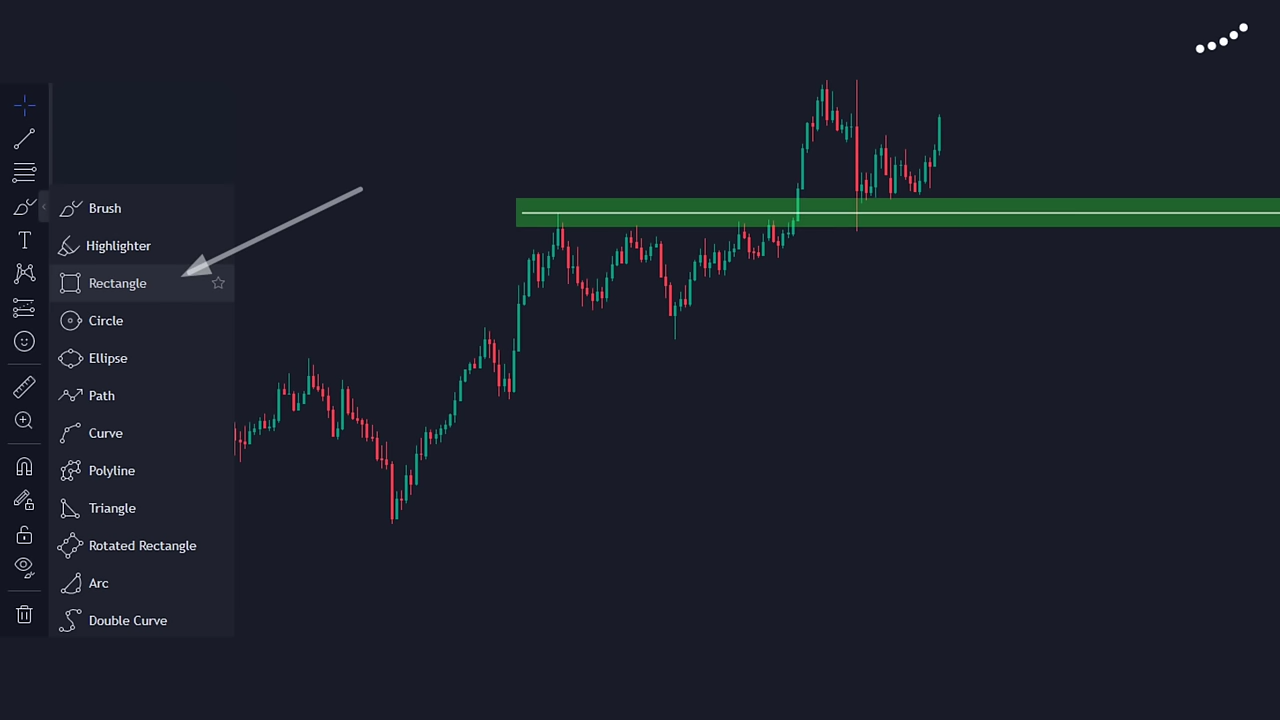 Brush
Highlighter
Rectangle
Circle
Ellipse
Path
Curve
Polyline
Triangle
Rotated Rectangle
Arc
Double Curve